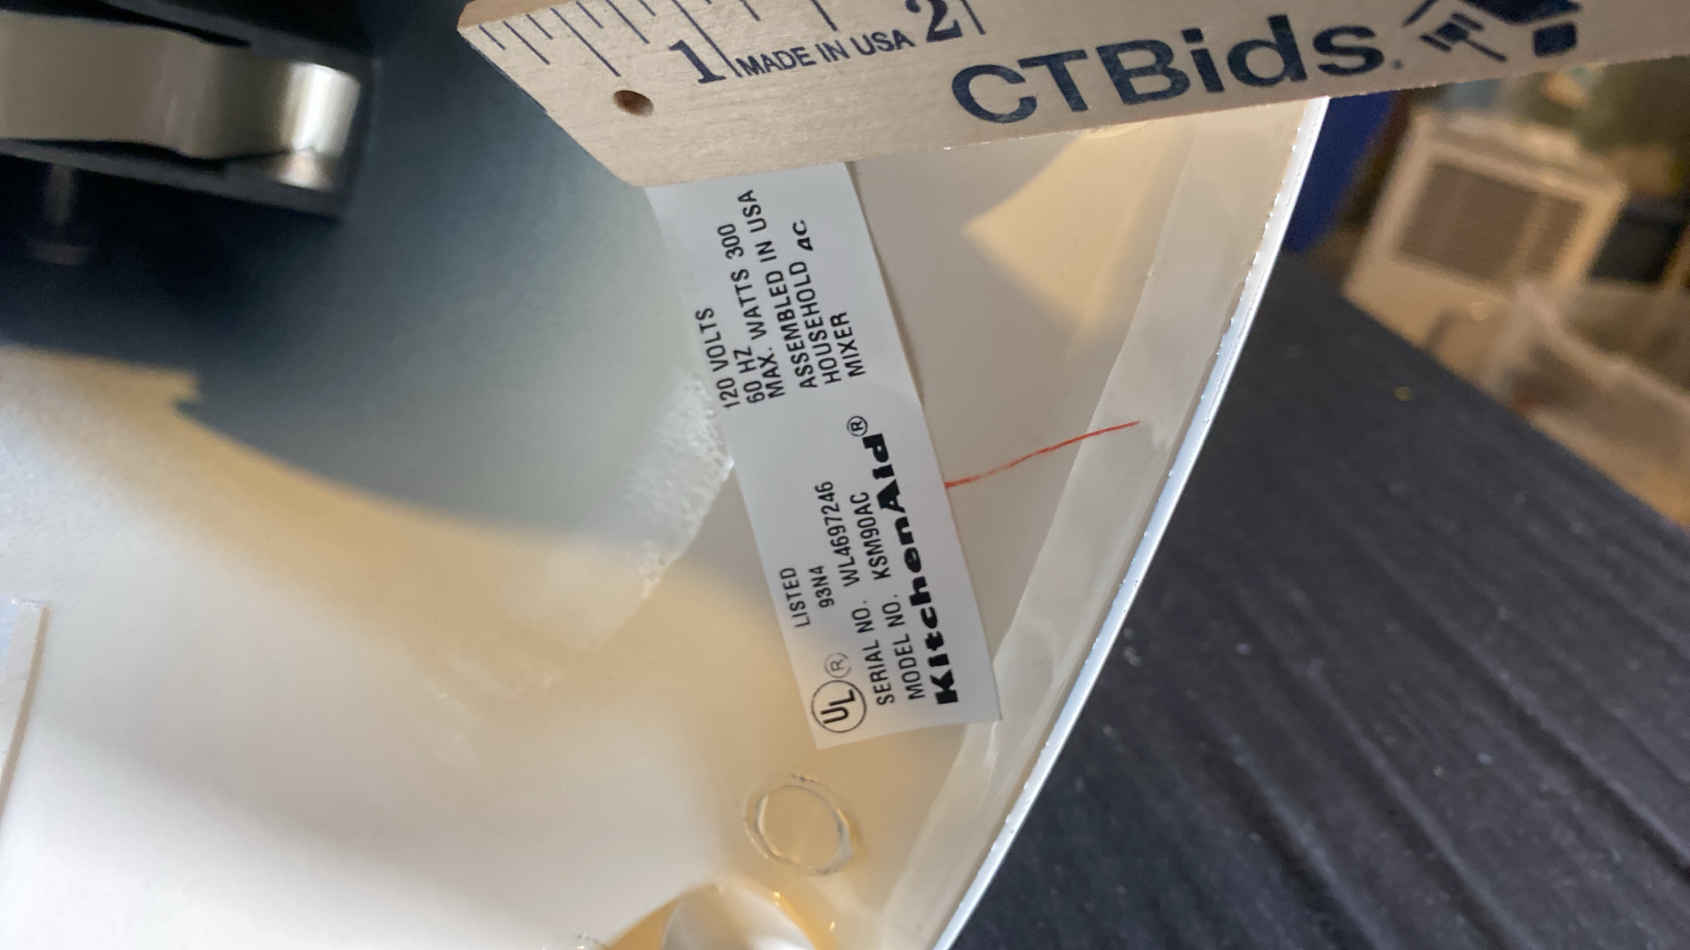 1 MADE IN USA 2
CTBids.
120 VOLTS
60 HZ
MAX. WATTS 300
ASSEMBLED IN USA
HOUSEHOLD AC
MIXER
UL® LISTED
93N4
SERIAL NO. WL4697246
MODEL NO. KSM90AC
KitchenAid®